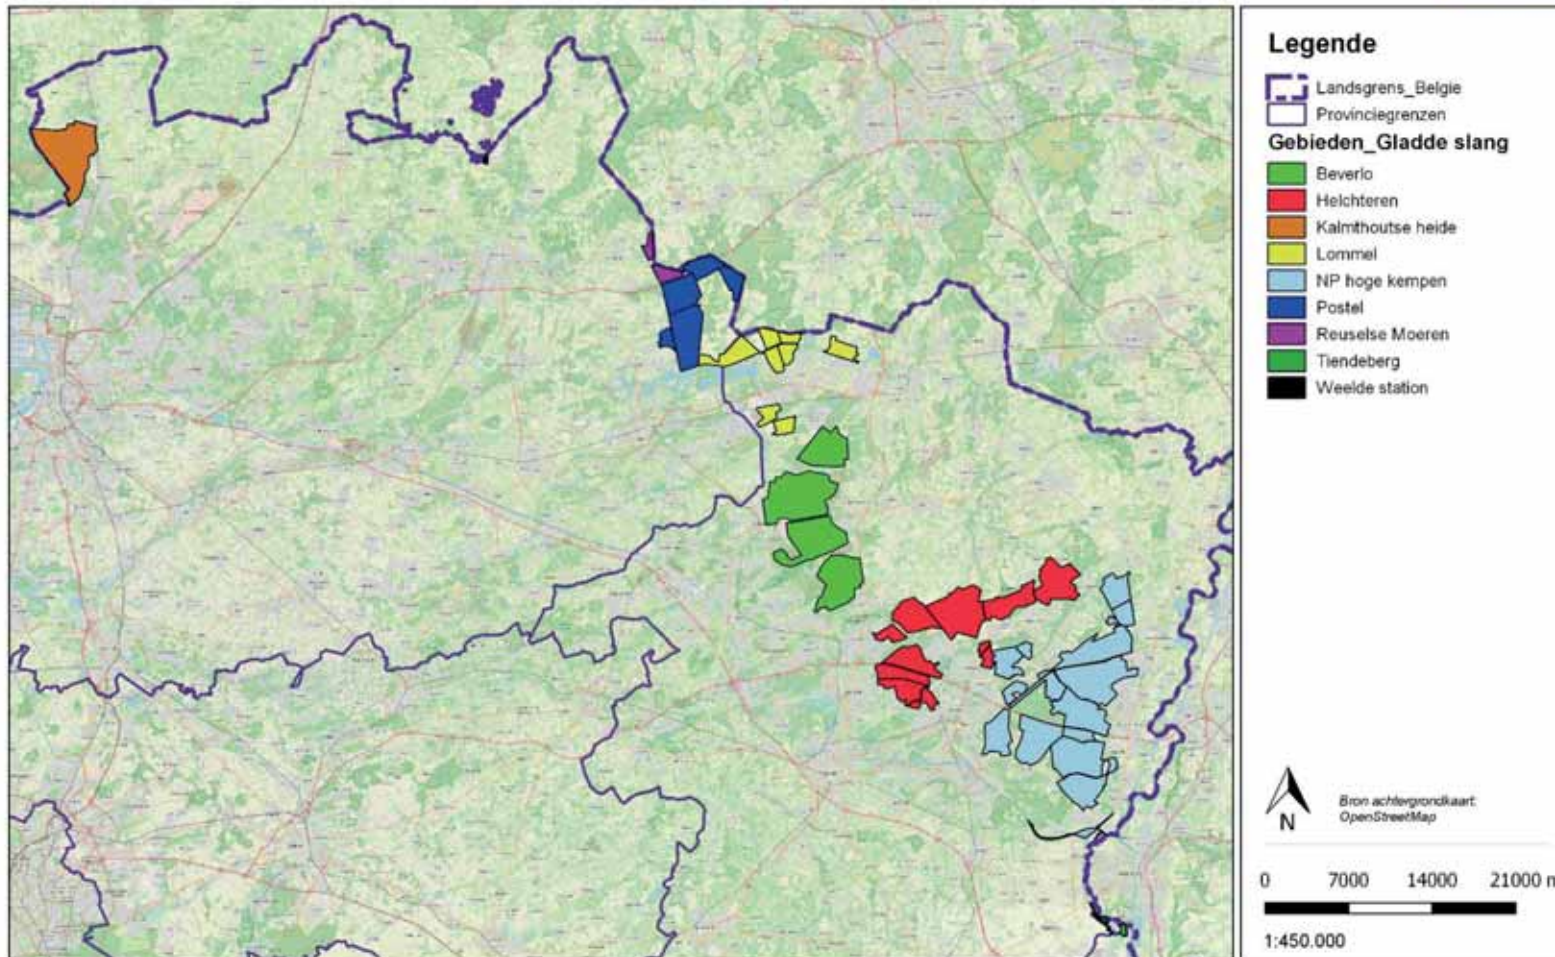 Legende
Landsgrens_Belgie
Provinciegrenzen
Gebieden_Gladde slang
Beverlo
Helchteren
Kalmthoutse heide
Lommel
NP hoge kempen
Postel
Reuselse Moeren
Tiendeberg
Weelde station
N
Bron achtergrondkaart:
OpenStreetMap
0 7000 14000 21000 m
1:450.000